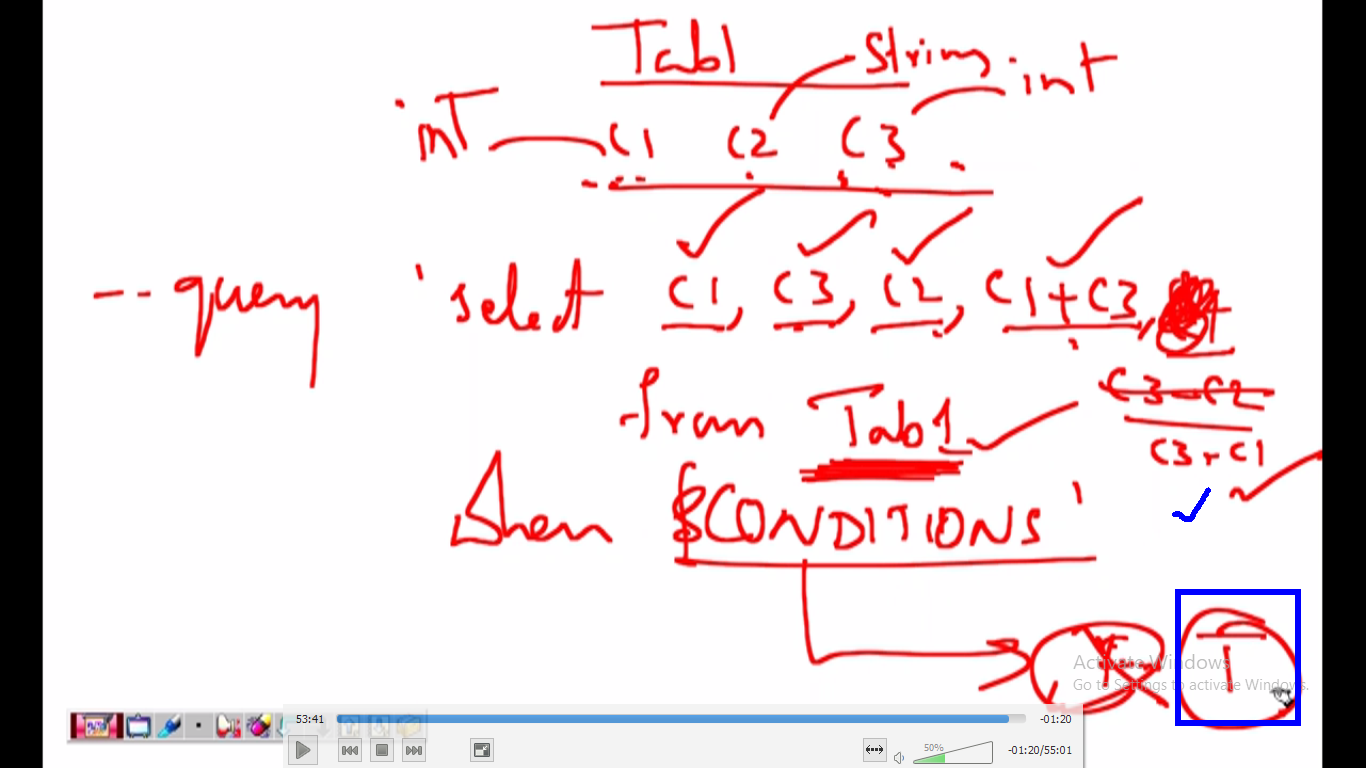 Tab1 String int
int C1 C2 C3
-- query 'select C1, C3, C2, C1+C3,
C3-C2
from Tab1
C3-C1
when $CONDITIONS'
T
Activate Windows
Go to Settings to activate Windows.
53:41 -01:20
50% -01:20/55:01